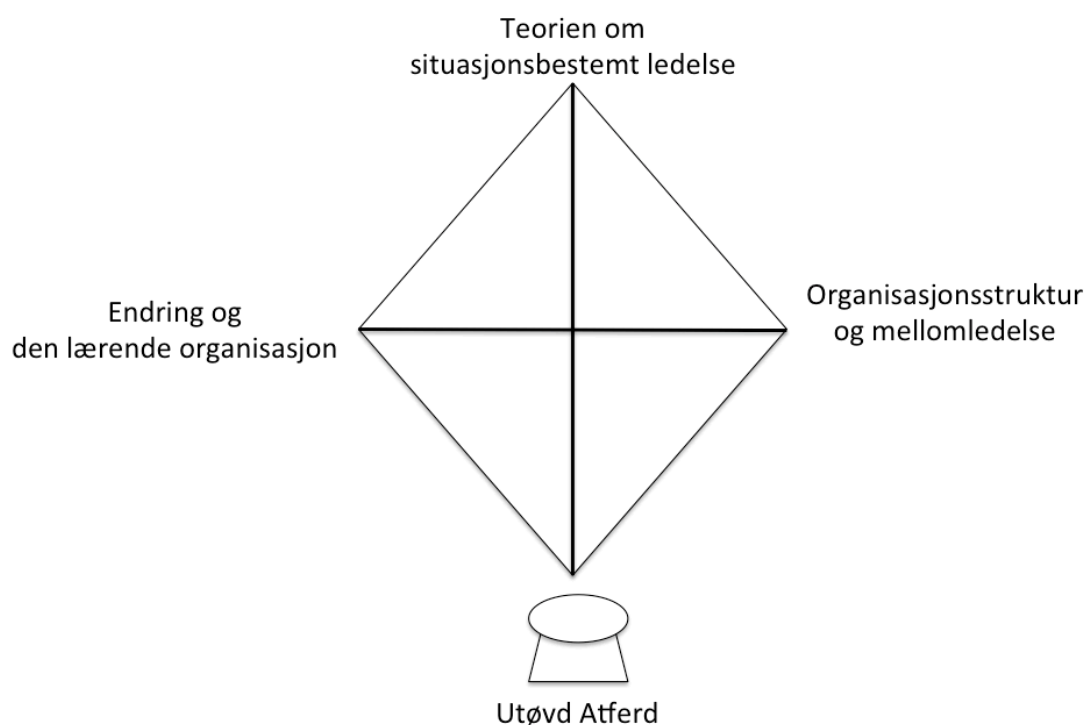 Teorien om
situasjonsbestemt ledelse
Endring og
den lærende organisasjon
Organisasjonsstruktur
og mellomledelse
Utøvd Atferd